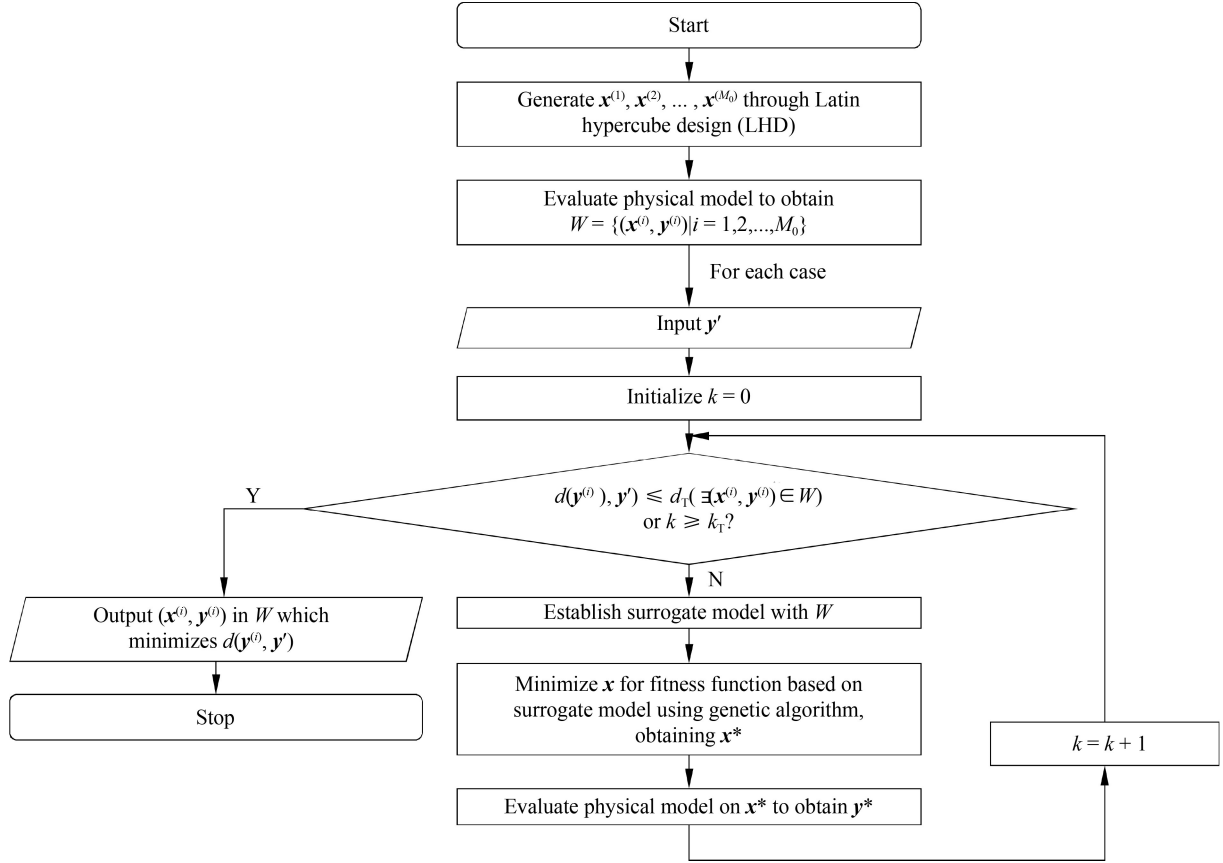 Start
Generate x⁽¹⁾, x⁽²⁾, ... , x⁽ᴹ₀⁾ through Latin
hypercube design (LHD)
Evaluate physical model to obtain
W = {(x⁽ⁱ⁾, y⁽ⁱ⁾)|i = 1,2,...,M₀}
For each case
Input y′
Initialize k = 0
d(y⁽ⁱ⁾ ), y′) ⩽ d_T( ∃(x⁽ⁱ⁾, y⁽ⁱ⁾) ∈ W)
or k ⩾ k_T?
Y
N
Output (x⁽ⁱ⁾, y⁽ⁱ⁾) in W which
minimizes d(y⁽ⁱ⁾, y′)
Stop
Establish surrogate model with W
Minimize x for fitness function based on
surrogate model using genetic algorithm,
obtaining x*
Evaluate physical model on x* to obtain y*
k = k + 1